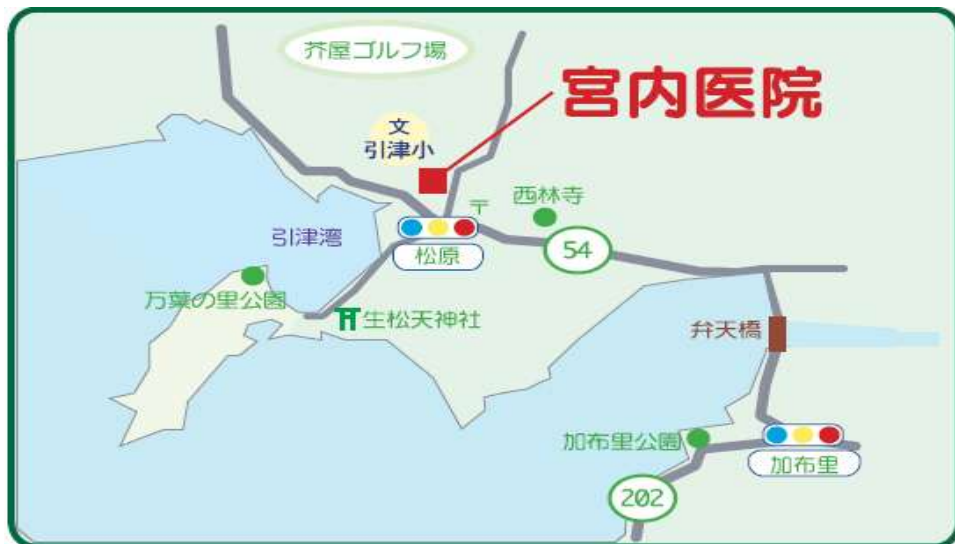 芥屋ゴルフ場
宮内医院
文
引津小
〒
西林寺
引津湾
松原
54
万葉の里公園
生松天神社
弁天橋
加布里公園
加布里
202